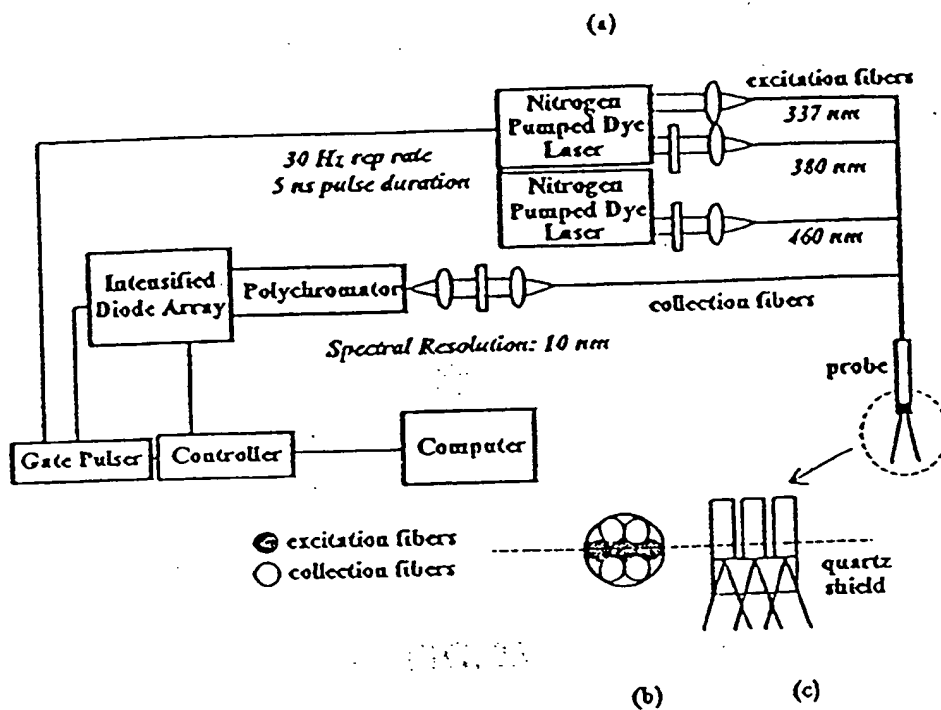 (a)
excitation fibers
Nitrogen
Pumped Dye
Laser
337 nm
30 Hz rep rate
5 ns pulse duration
380 nm
Nitrogen
Pumped Dye
Laser
460 nm
Intensified
Diode Array
Polychromator
collection fibers
Spectral Resolution: 10 nm
probe
Gate Pulser
Controller
Computer
excitation fibers
collection fibers
quartz
shield
(b)
(c)